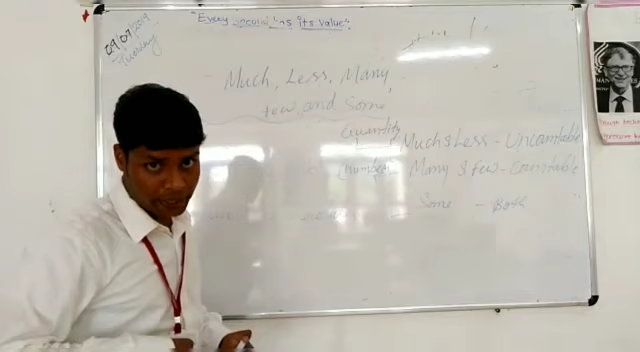 "Every second has its value"
09/07/2019
Tuesday
Much, Less, Many,
few, and Some
Quantity
Much & Less - Uncountable
Number Many & Few - Countable
Some - Both